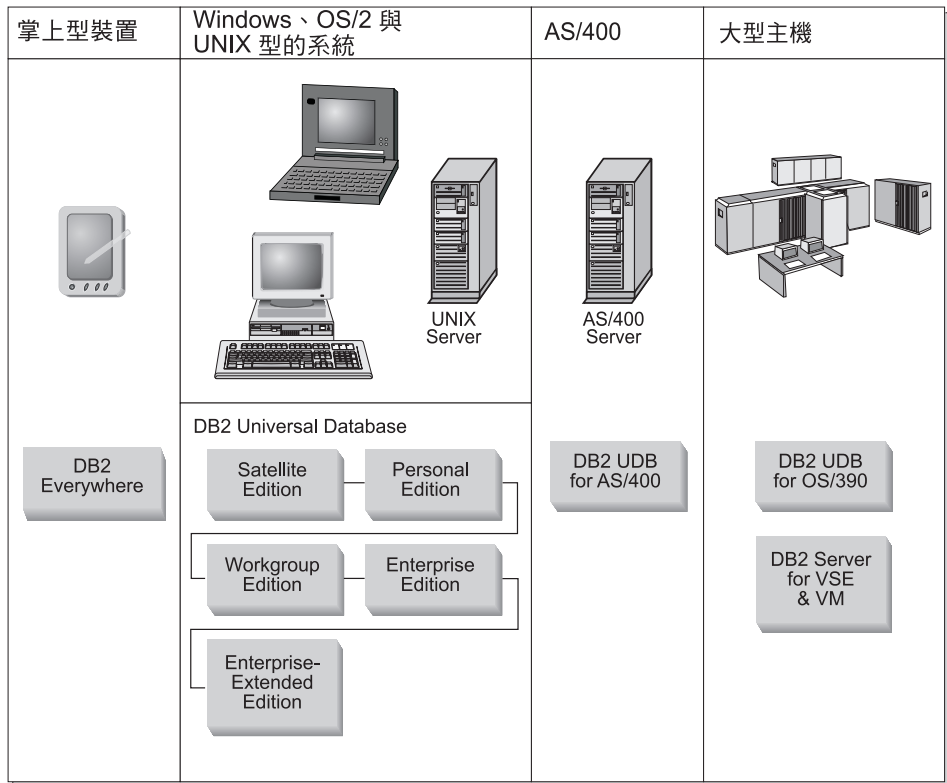 掌上型裝置
Windows、OS/2 與
UNIX 型的系統
AS/400
大型主機
UNIX
Server
AS/400
Server
DB2
Everywhere
DB2 Universal Database
Satellite
Edition
Personal
Edition
Workgroup
Edition
Enterprise
Edition
Enterprise-
Extended
Edition
DB2 UDB
for AS/400
DB2 UDB
for OS/390
DB2 Server
for VSE
& VM